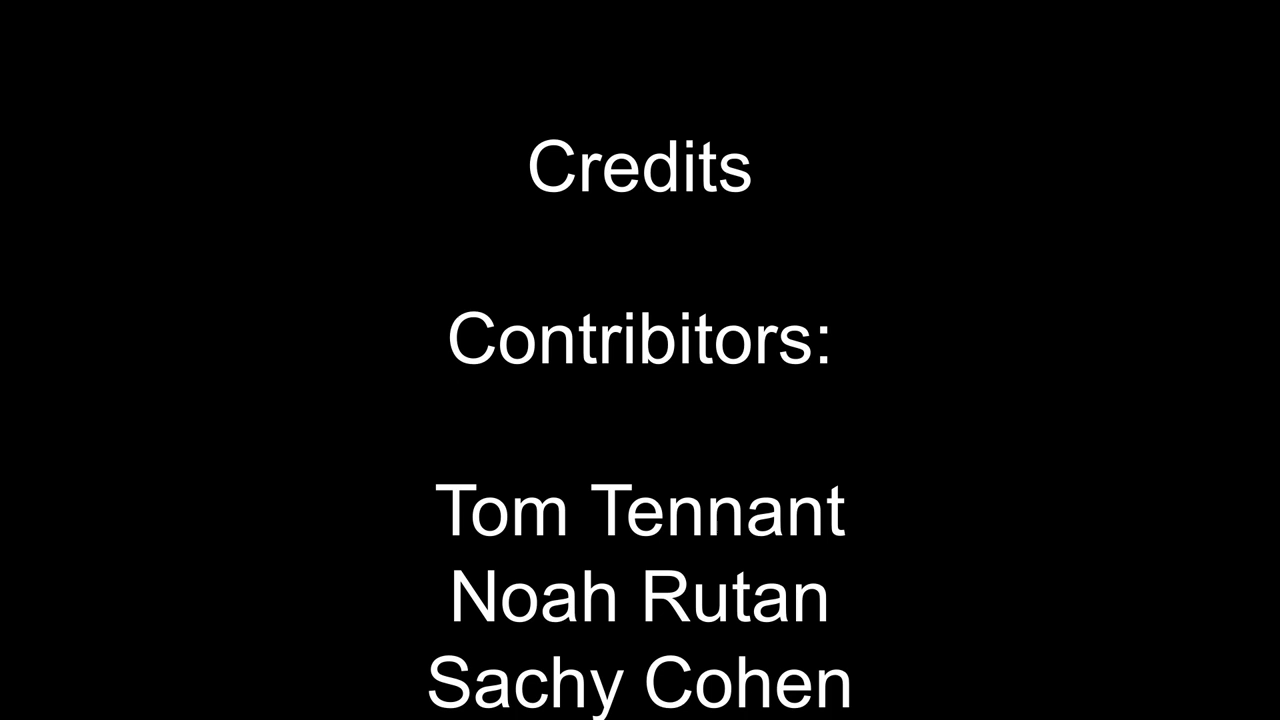 Credits
Contribitors:
Tom Tennant
Noah Rutan
Sachy Cohen